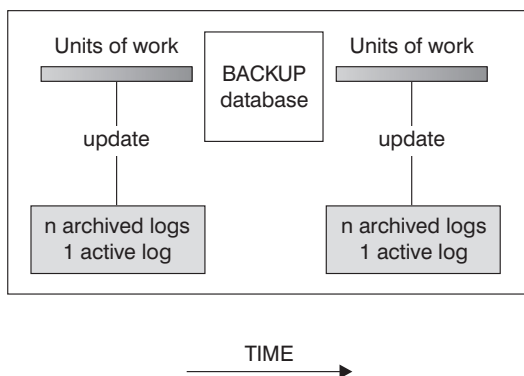 Units of work
BACKUP
database
Units of work
update
update
n archived logs
1 active log
n archived logs
1 active log
TIME